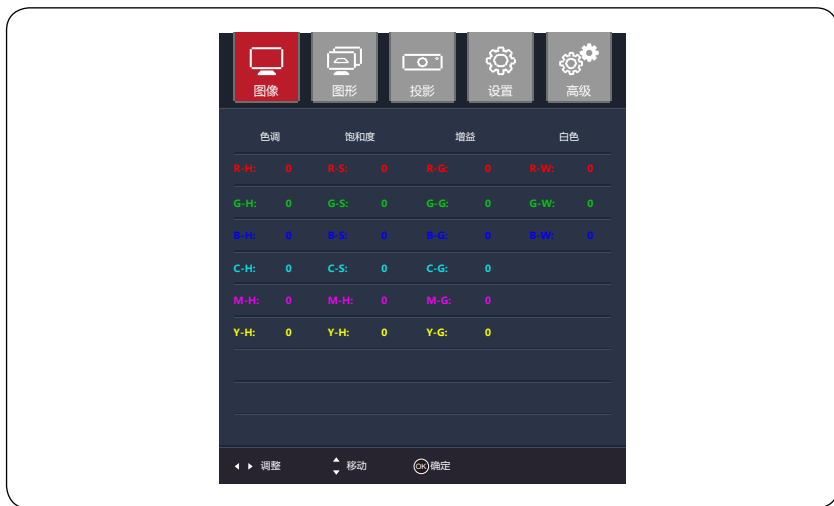 图像 图形 投影 设置 高级
色调 饱和度 增益 白色
R-H: 0 R-S: 0 R-G: 0 R-W: 0
G-H: 0 G-S: 0 G-G: 0 G-W: 0
B-H: 0 B-S: 0 B-G: 0 B-W: 0
C-H: 0 C-S: 0 C-G: 0
M-H: 0 M-H: 0 M-G: 0
Y-H: 0 Y-H: 0 Y-G: 0
调整 移动 OK 确定